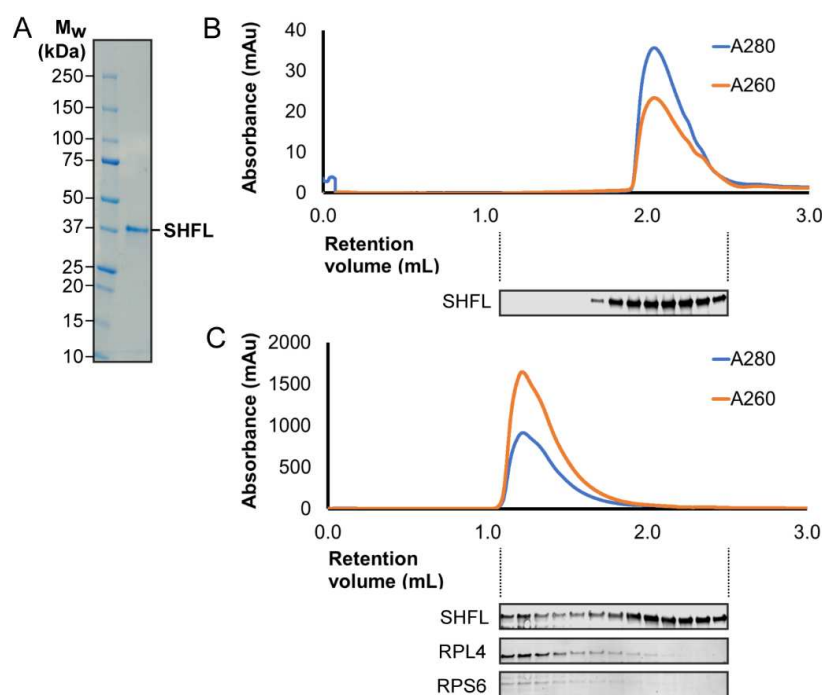 A
Mw
(kDa)
250
150
100
75
50
37
25
20
15
10
SHFL
B
Absorbance (mAu)
40
30
20
10
0
0.0 1.0 2.0 3.0
A280
A260
Retention
volume (mL)
SHFL
C
Absorbance (mAu)
2000
1500
1000
500
0
0.0 1.0 2.0 3.0
A280
A260
Retention
volume (mL)
SHFL
RPL4
RPS6